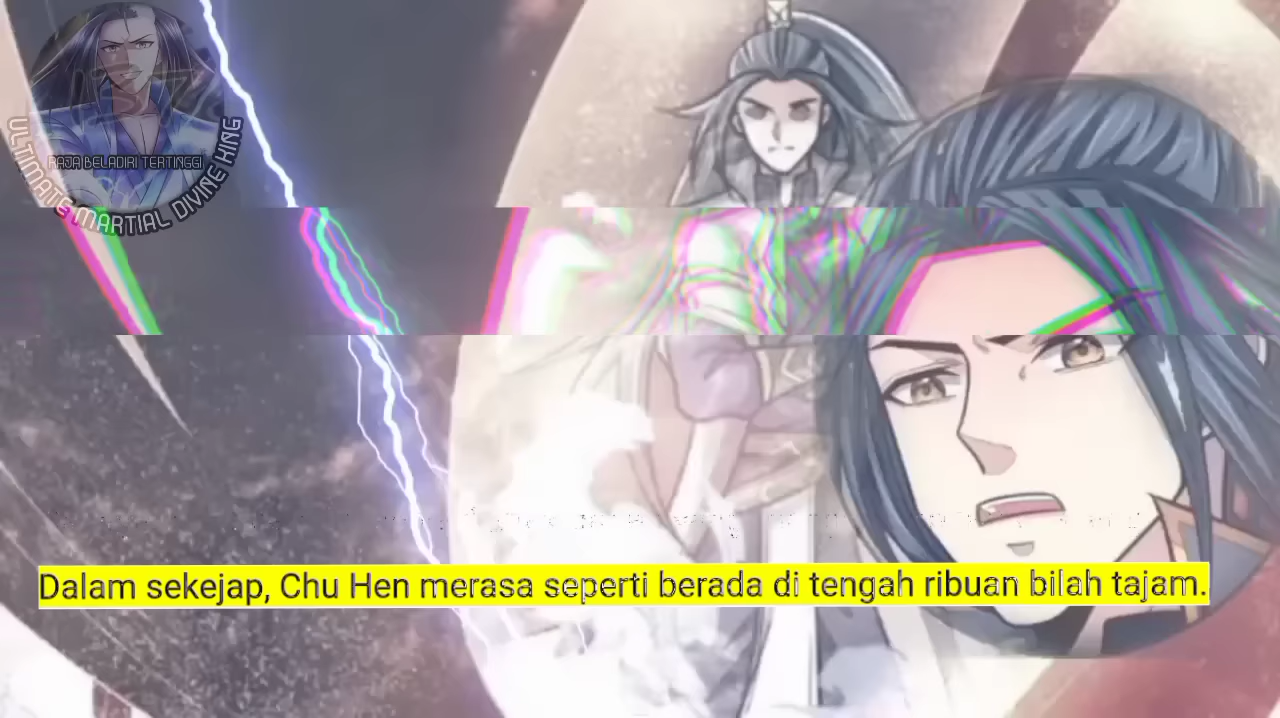 RAJA BELADIRI TERTINGGI
ULTIMATE MARTIAL DIVINE KING
Dalam sekejap, Chu Hen merasa seperti berada di tengah ribuan bilah tajam.